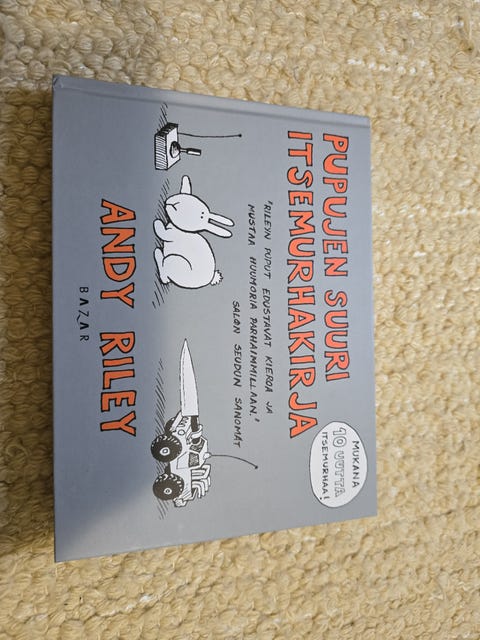 PUPUJEN SUURI
ITSEMURHAKIRJA
"RILEYN PUPUT EDUSTAVAT KIEROA JA
MUSTAA HUUMORIA PARHAIMMILLAAN."
SALON SEUDUN SANOMAT
MUKANA
10 UUTTA
ITSEMURHAA!
ANDY RILEY
BAZAR